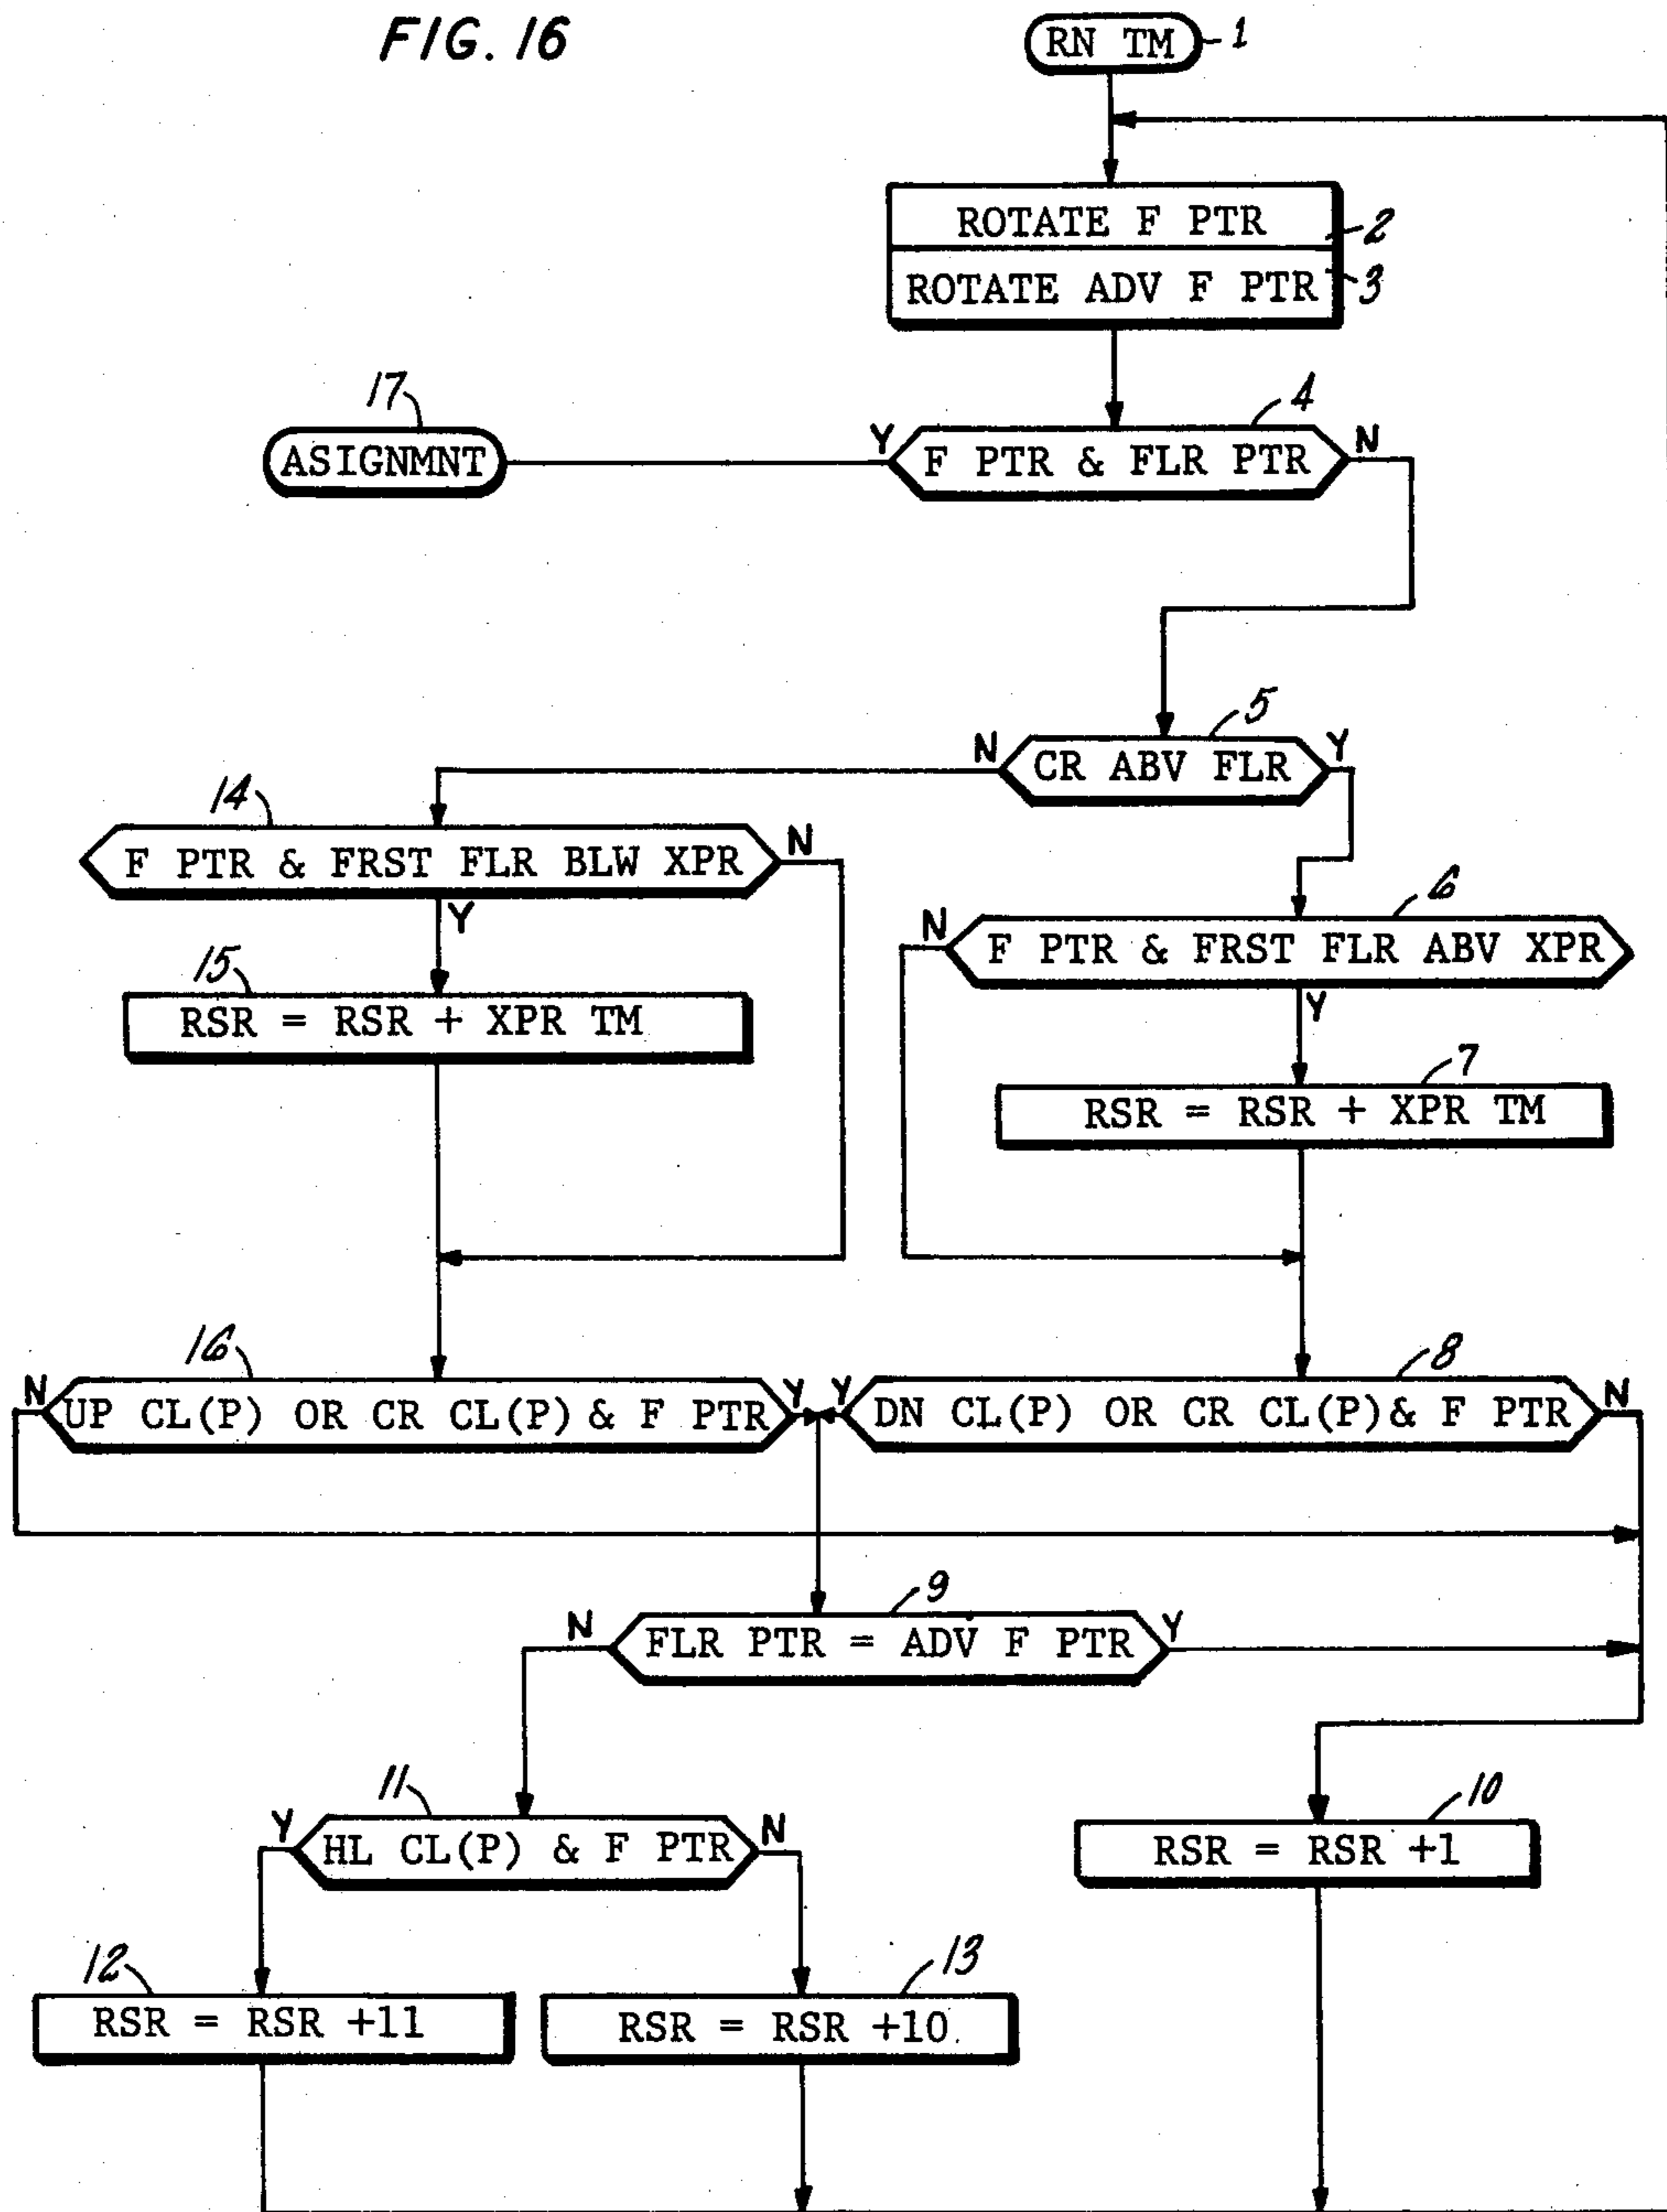 FIG. 16
RN TM 1
ROTATE F PTR 2
ROTATE ADV F PTR 3
17
ASIGNMNT
4
Y F PTR & FLR PTR N
5
N CR ABV FLR Y
14
F PTR & FRST FLR BLW XPR N
Y
6
N F PTR & FRST FLR ABV XPR
Y
15
RSR = RSR + XPR TM
7
RSR = RSR + XPR TM
16
N UP CL(P) OR CR CL(P) & F PTR Y
8
Y DN CL(P) OR CR CL(P) & F PTR N
9
N FLR PTR = ADV F PTR Y
11
Y HL CL(P) & F PTR N
10
RSR = RSR +1
12
RSR = RSR +11
13
RSR = RSR +10